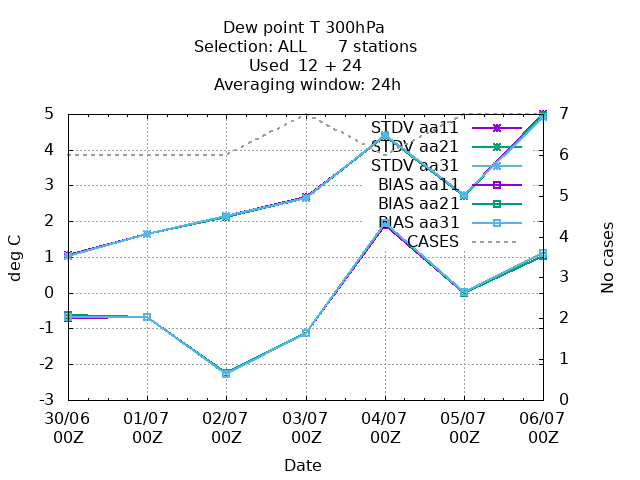 Dew point T 300hPa
Selection: ALL      7 stations
Used  12 + 24
Averaging window: 24h
5
4
3
2
1
0
-1
-2
-3
deg C
7
6
5
4
3
2
1
0
No cases
STDV aa11
STDV aa21
STDV aa31
BIAS aa11
BIAS aa21
BIAS aa31
CASES
30/06 01/07 02/07 03/07 04/07 05/07 06/07
00Z 00Z 00Z 00Z 00Z 00Z 00Z
Date